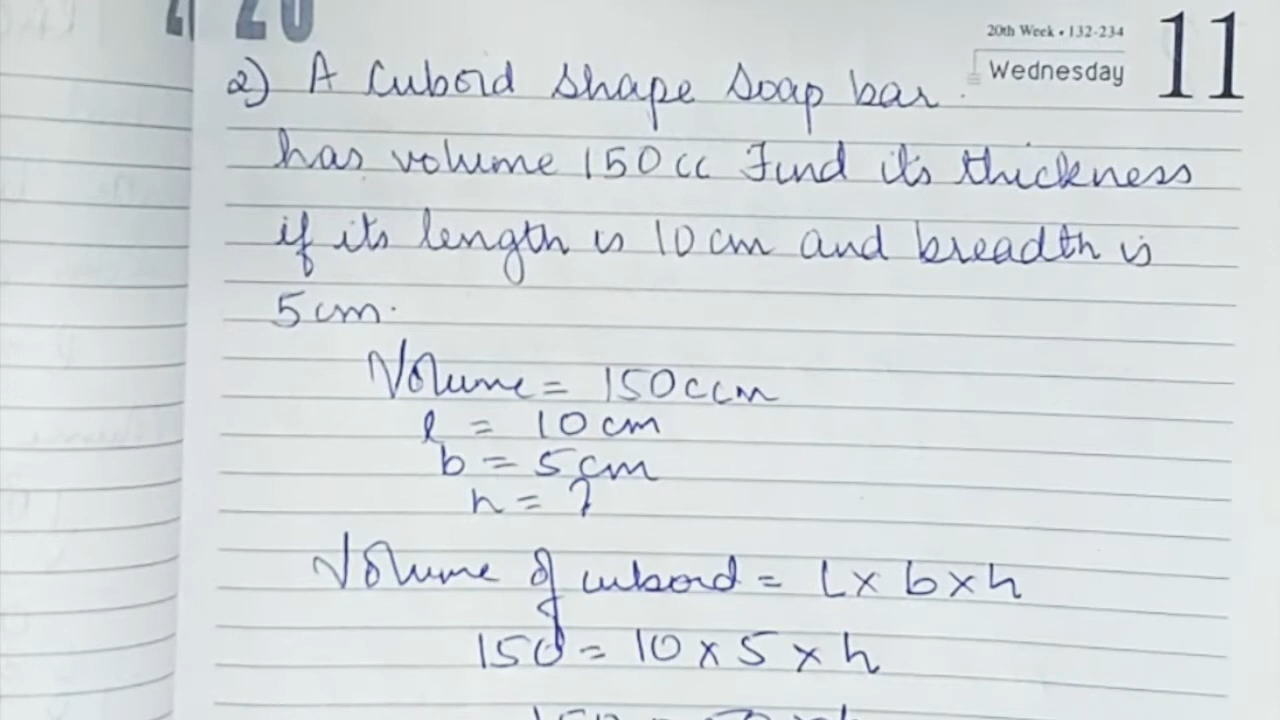 20
20th Week • 132-234
Wednesday
11
2) A Cuboid shape soap bar
has volume 150 cc Find its thickness
if its length is 10 cm and breadth is
5 cm.
Volume = 150 ccm
l = 10 cm
b = 5 cm
h = ?
Volume of cuboid = l × b × h
150 = 10 × 5 × h